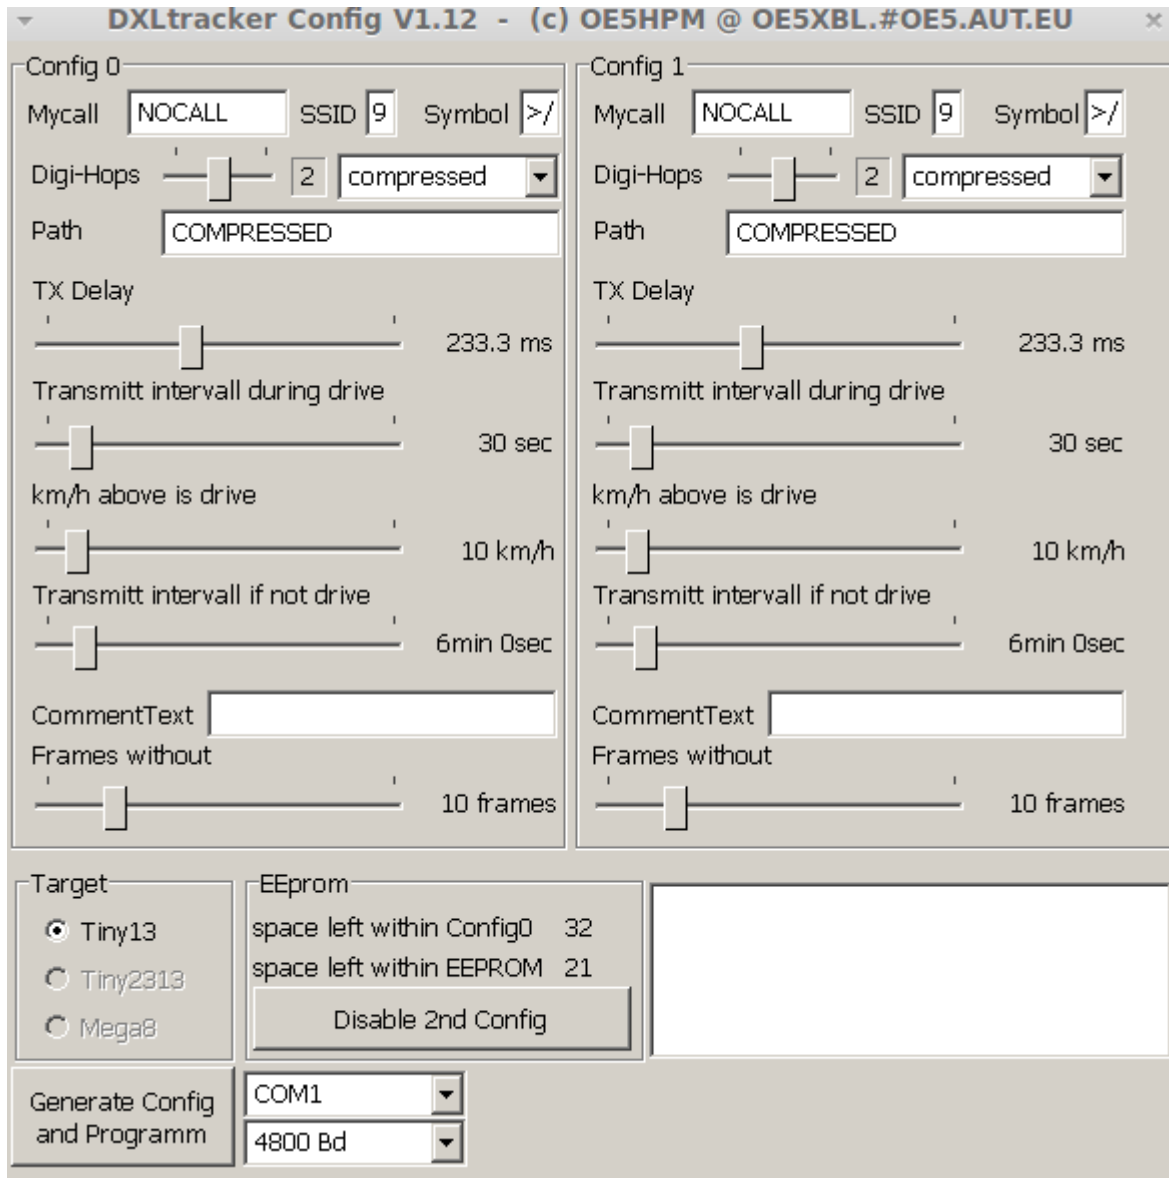 DXLtracker Config V1.12 - (c) OE5HPM @ OE5XBL.#OE5.AUT.EU
Config 0
Mycall NOCALL SSID 9 Symbol >/
Digi-Hops 2 compressed
Path COMPRESSED
TX Delay
233.3 ms
Transmitt intervall during drive
30 sec
km/h above is drive
10 km/h
Transmitt intervall if not drive
6min 0sec
CommentText
Frames without
10 frames
Config 1
Mycall NOCALL SSID 9 Symbol >/
Digi-Hops 2 compressed
Path COMPRESSED
TX Delay
233.3 ms
Transmitt intervall during drive
30 sec
km/h above is drive
10 km/h
Transmitt intervall if not drive
6min 0sec
CommentText
Frames without
10 frames
Target
Tiny13
Tiny2313
Mega8
EEprom
space left within Config0 32
space left within EEPROM 21
Disable 2nd Config
Generate Config
and Programm
COM1
4800 Bd